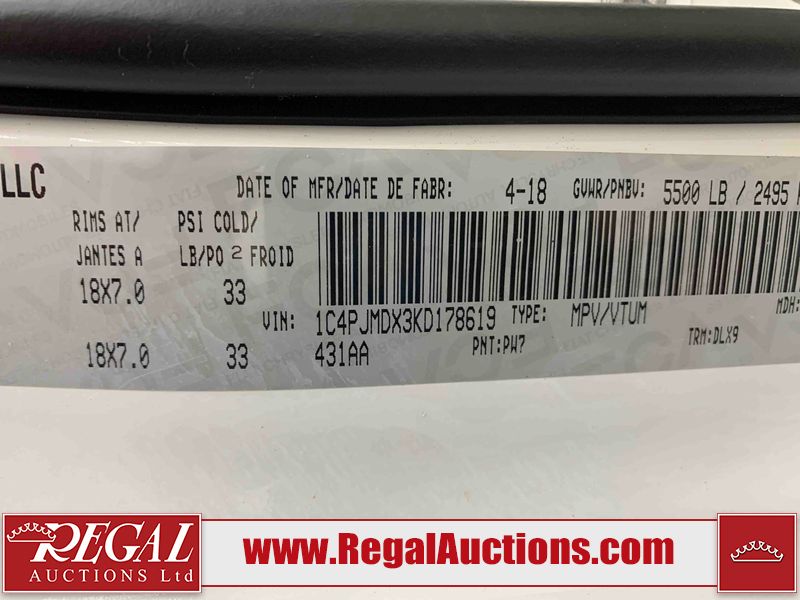 LLC
DATE OF MFR/DATE DE FABR: 4-18 GVWR/PNBV: 5500 LB / 2495
RIMS AT/ PSI COLD/
JANTES A LB/PO 2 FROID
18X7.0 33
VIN: 1C4PJMDX3KD178619 TYPE: MPV/VTUM MDH:
18X7.0 33 431AA PNT:PW7 TRM:DLX9
REGAL
AUCTIONS Ltd
www.RegalAuctions.com